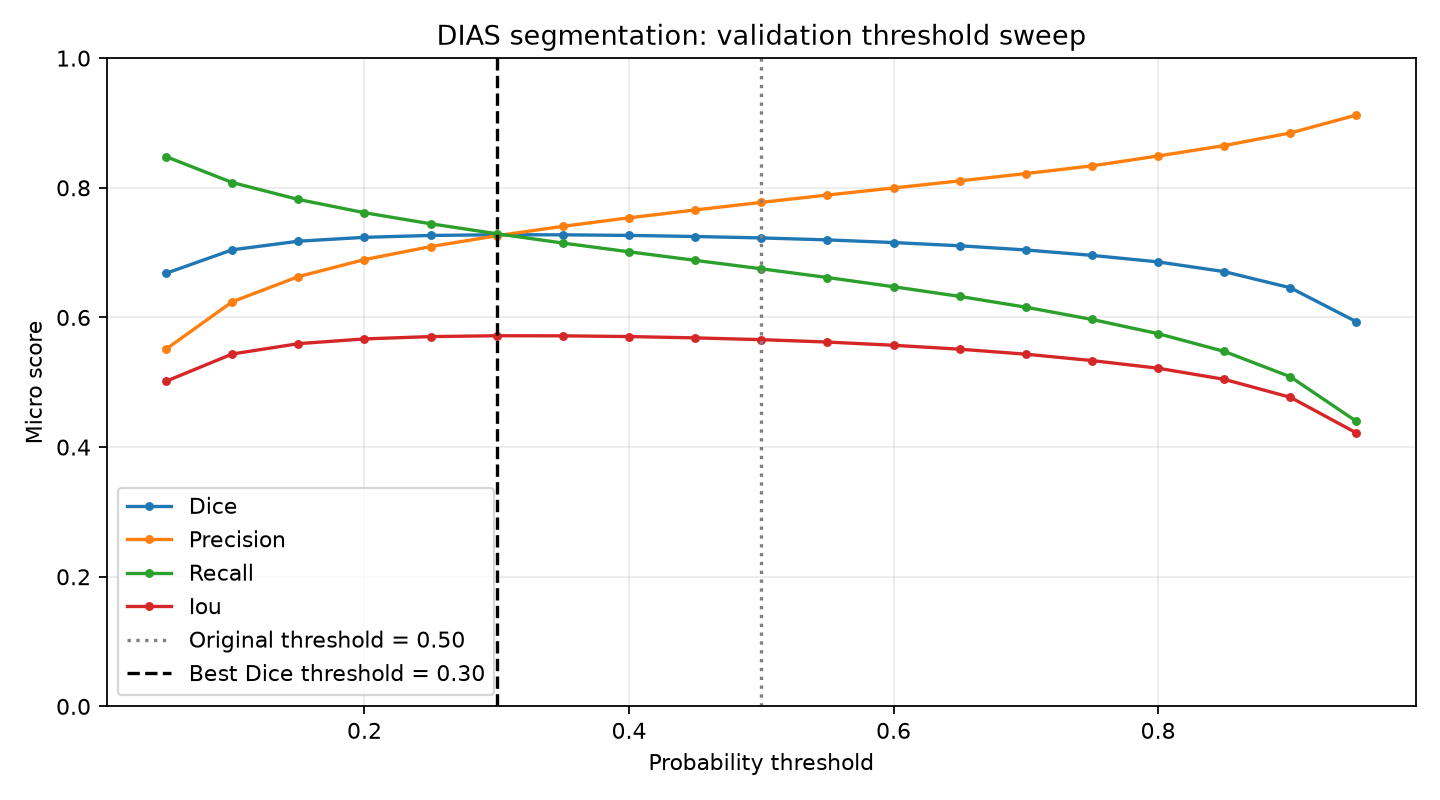 DIAS segmentation: validation threshold sweep
1.0
0.8
0.6
0.4
0.2
0.0
Micro score
Dice
Precision
Recall
Iou
Original threshold = 0.50
Best Dice threshold = 0.30
0.2
0.4
0.6
0.8
Probability threshold